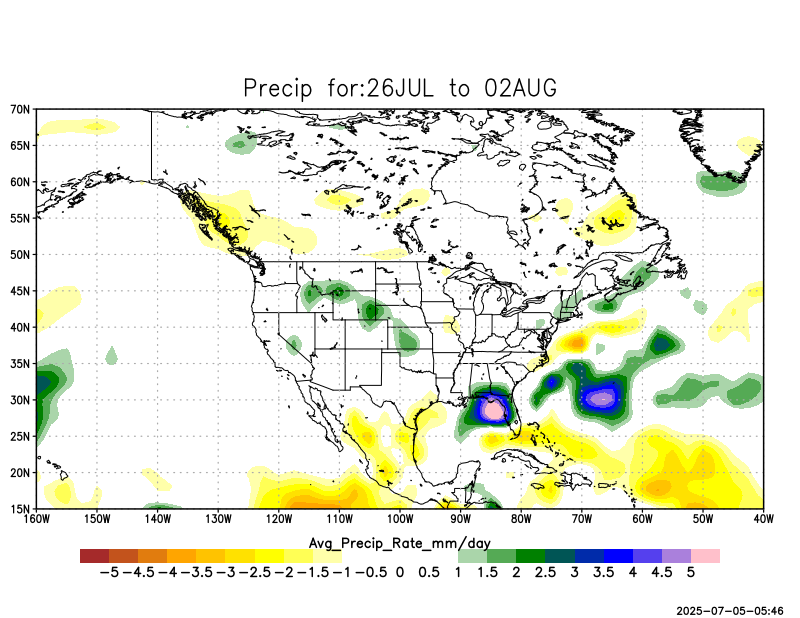 Precip for:26JUL to 02AUG
70N
65N
60N
55N
50N
45N
40N
35N
30N
25N
20N
15N
160W 150W 140W 130W 120W 110W 100W 90W 80W 70W 60W 50W 40W
Avg_Precip_Rate_mm/day
-5 -4.5 -4 -3.5 -3 -2.5 -2 -1.5 -1 -0.5 0 0.5 1 1.5 2 2.5 3 3.5 4 4.5 5
2025-07-05-05:46